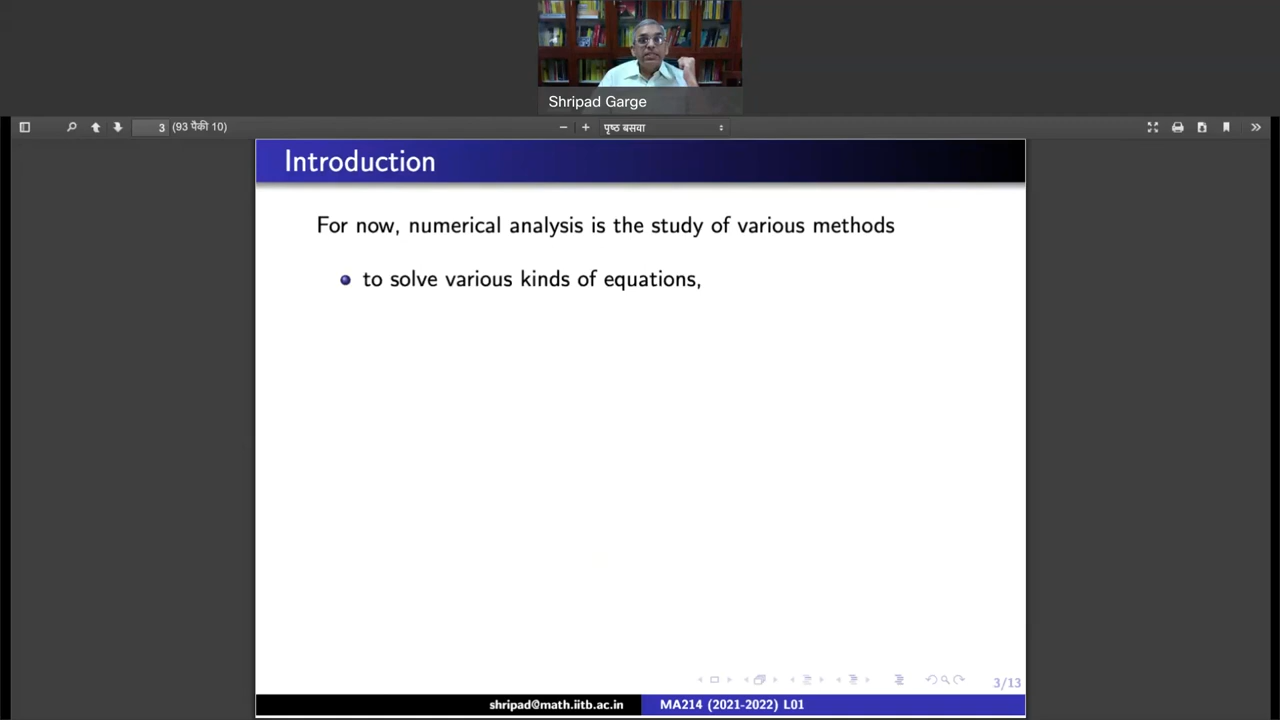 Shripad Garge
3 (93 पैकी 10)
पृष्ठ बसवा
Introduction
For now, numerical analysis is the study of various methods
to solve various kinds of equations,
3/13
shripad@math.iitb.ac.in MA214 (2021-2022) L01